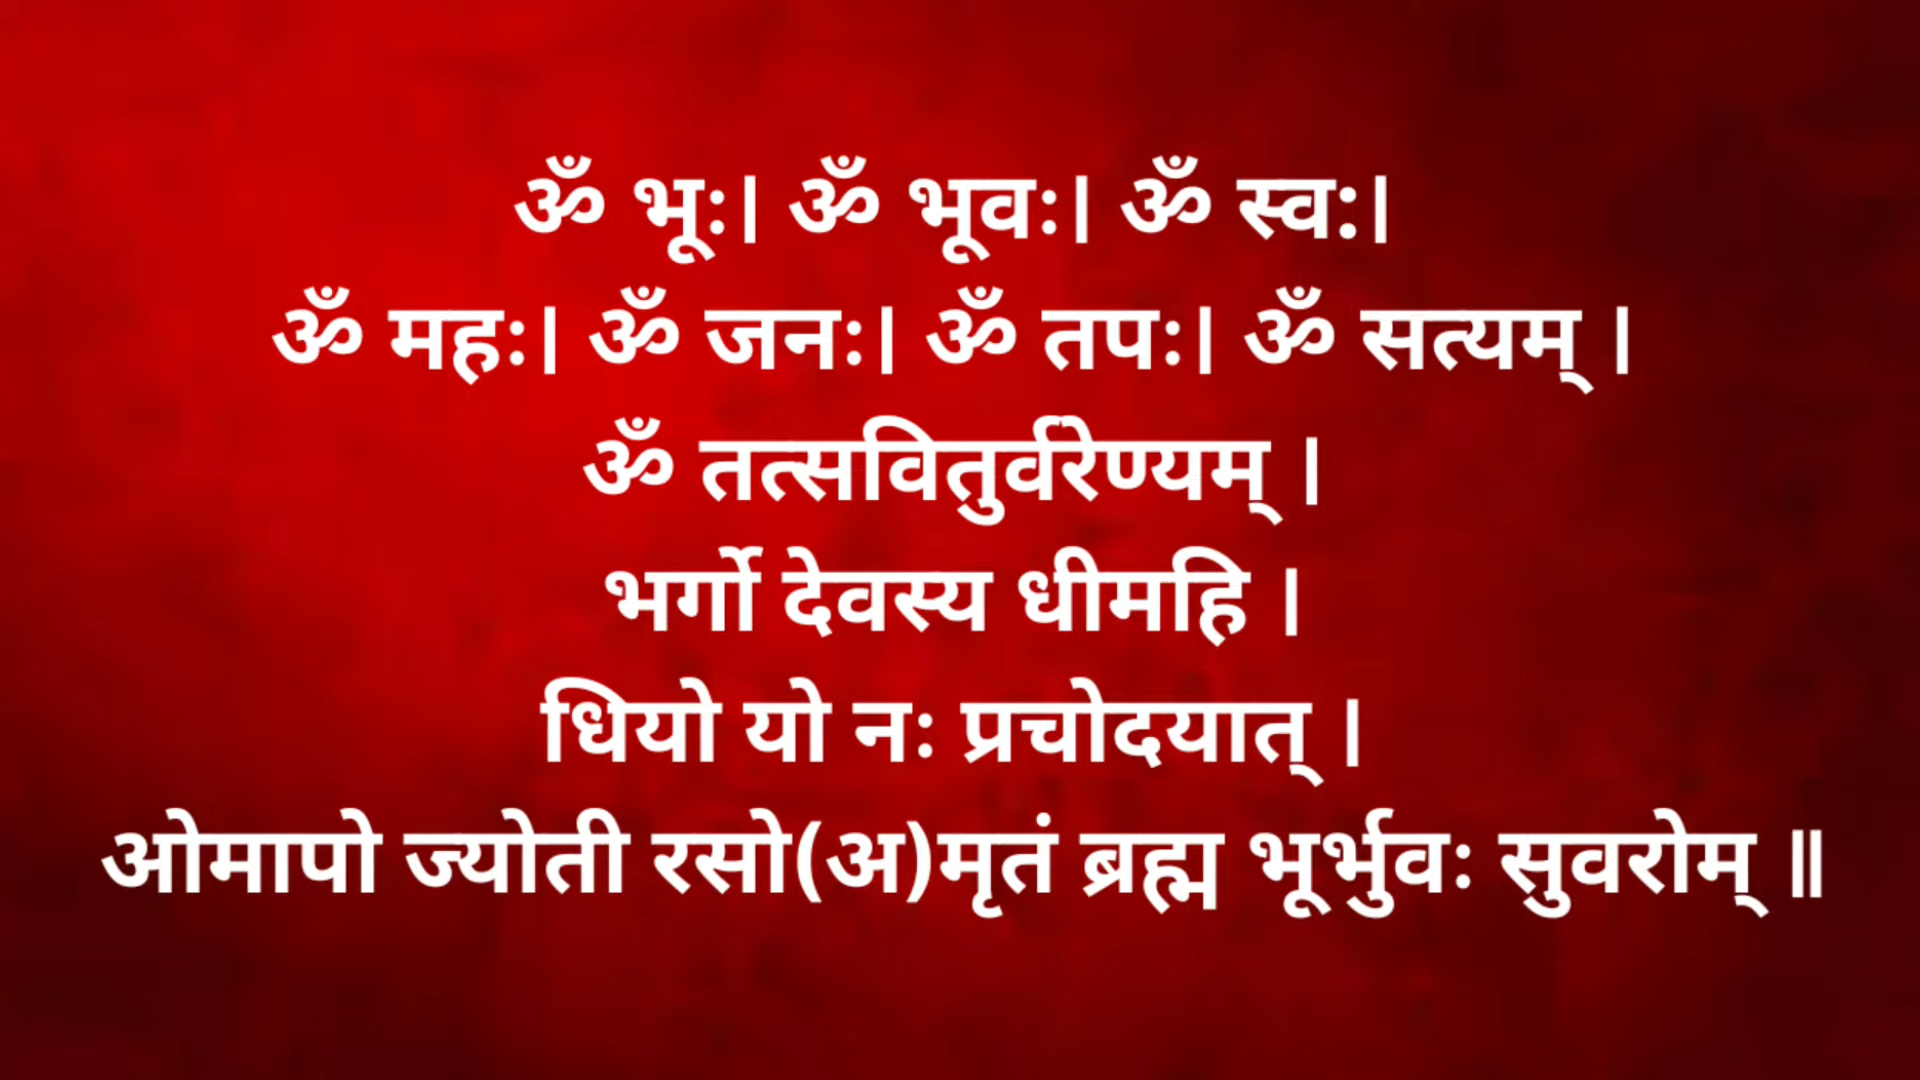 ॐ भूः। ॐ भूवः। ॐ स्व:।
ॐ महः। ॐ जनः। ॐ तपः। ॐ सत्यम् ।
ॐ तत्सवितुर्वरेण्यम् ।
भर्गो देवस्य धीमहि ।
धियो यो नः प्रचोदयात् ।
ओमापो ज्योती रसो(अ)मृतं ब्रह्म भूर्भुवः सुवरोम् ॥